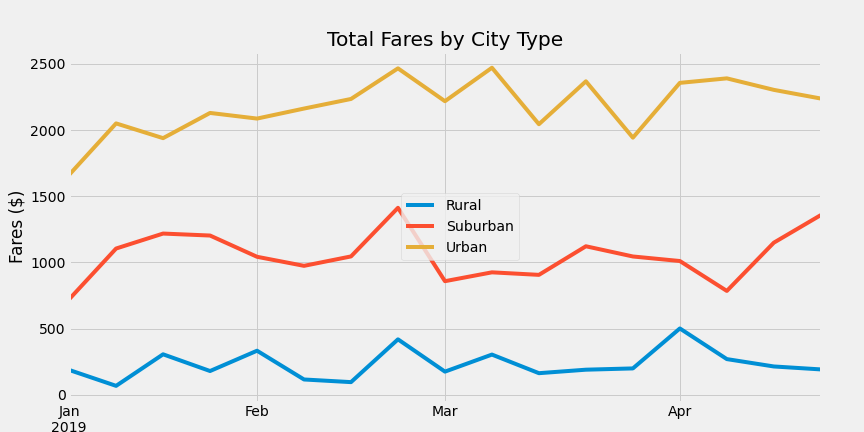 Total Fares by City Type
Fares ($)
2500
2000
1500
1000
500
0
Rural
Suburban
Urban
Jan Feb Mar Apr
2019